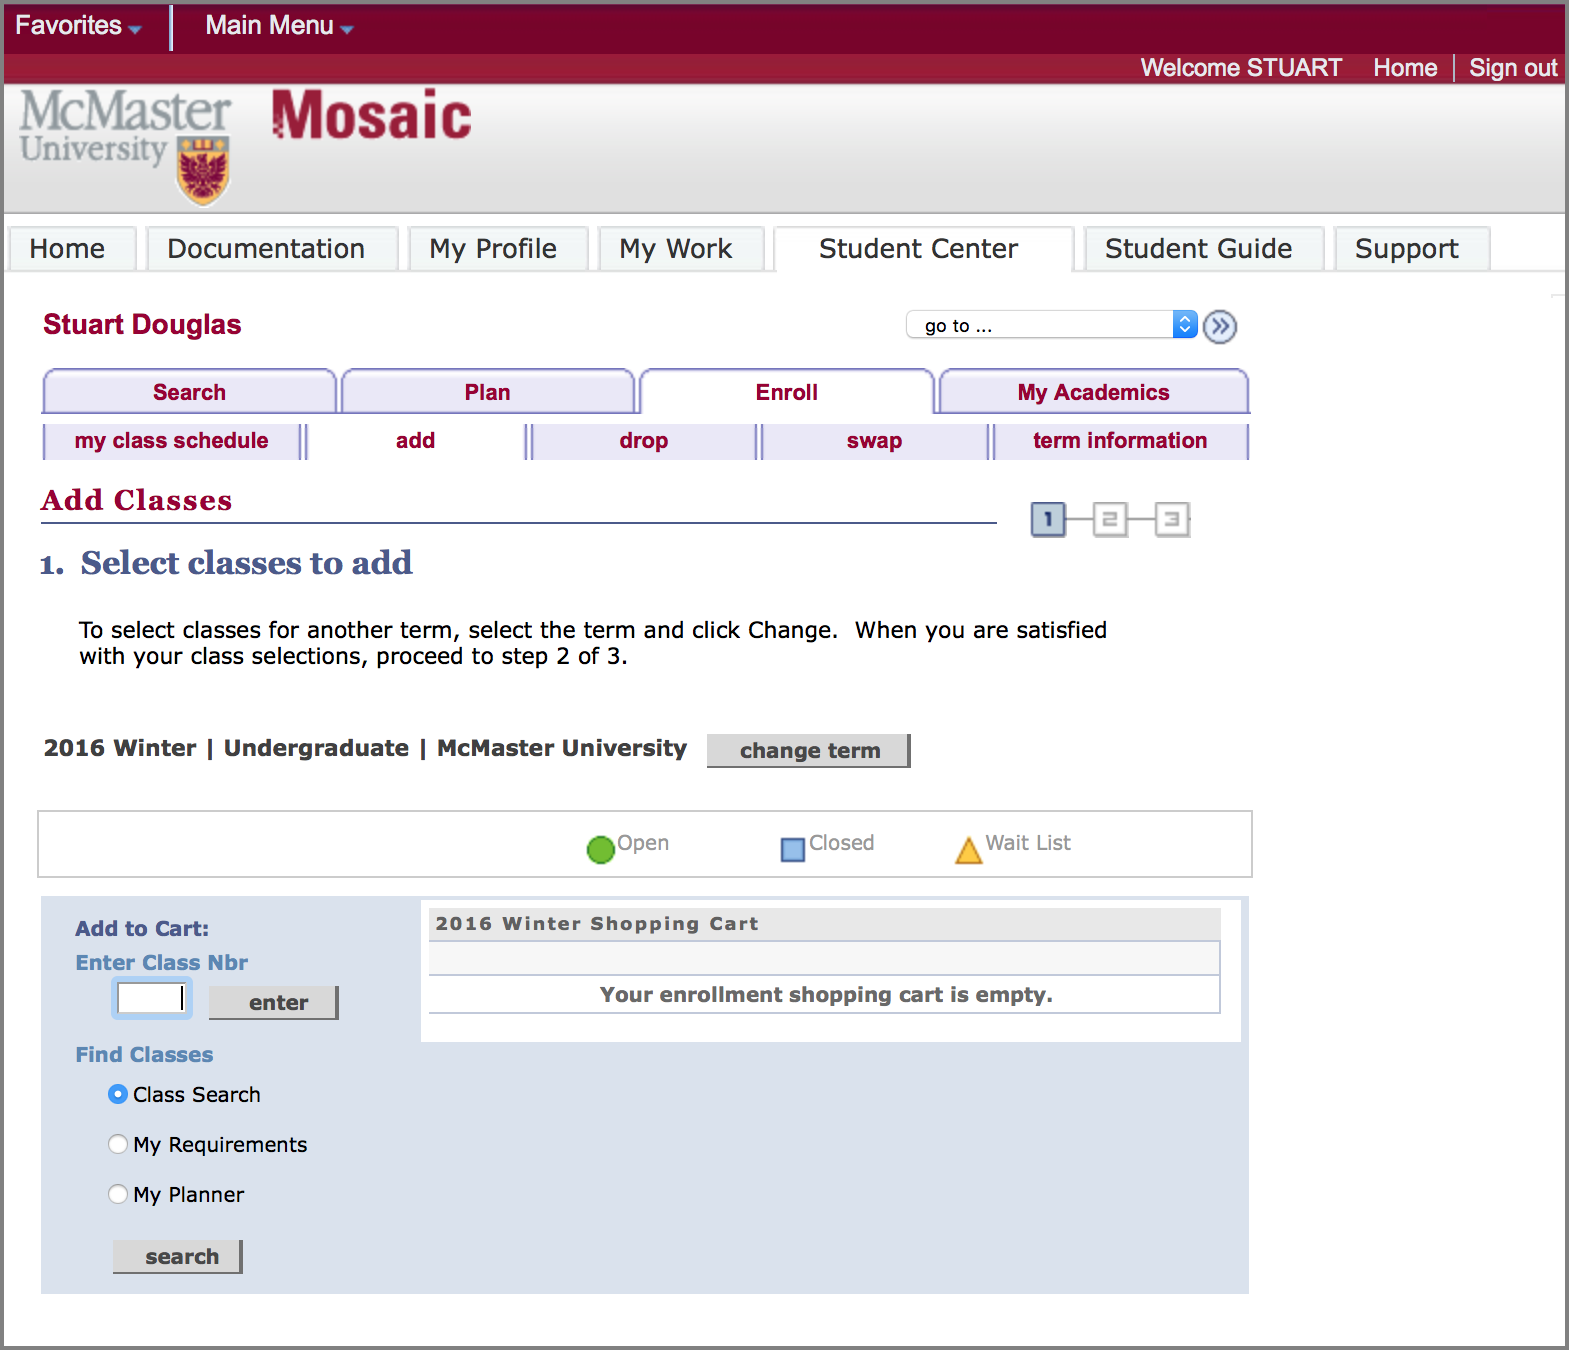 Favorites Main Menu
Welcome STUART Home Sign out
McMaster
University
Mosaic
Home Documentation My Profile My Work Student Center Student Guide Support
Stuart Douglas
go to ...
Search Plan Enroll My Academics
my class schedule add drop swap term information
Add Classes
1 2 3
1. Select classes to add
To select classes for another term, select the term and click Change. When you are satisfied
with your class selections, proceed to step 2 of 3.
2016 Winter | Undergraduate | McMaster University change term
Open Closed Wait List
Add to Cart:
Enter Class Nbr
enter
Find Classes
Class Search
My Requirements
My Planner
search
2016 Winter Shopping Cart
Your enrollment shopping cart is empty.